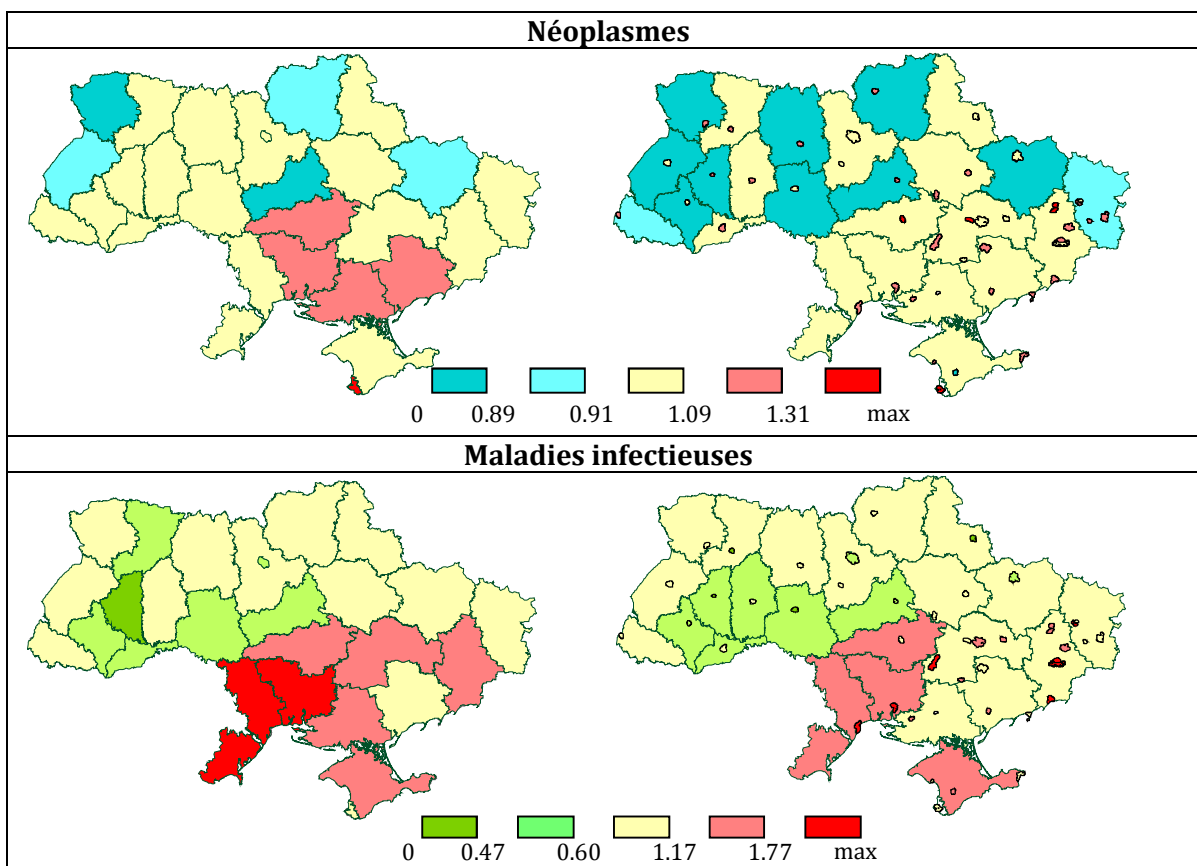 Néoplasmes
0 0.89 0.91 1.09 1.31 max
Maladies infectieuses
0 0.47 0.60 1.17 1.77 max